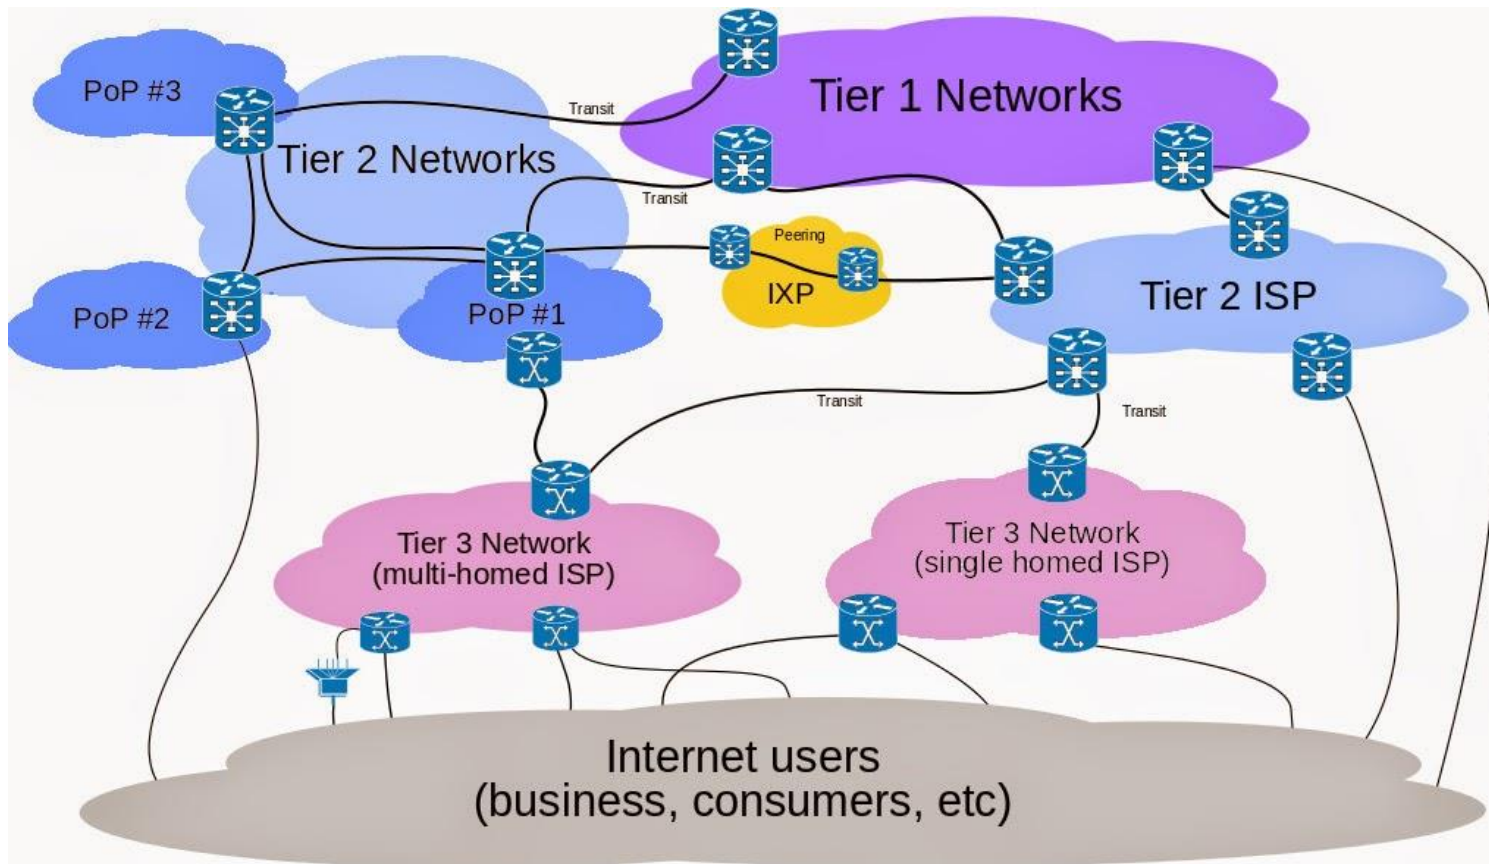 PoP #3
Transit
Tier 1 Networks
Tier 2 Networks
Transit
Peering
IXP
Tier 2 ISP
PoP #2
PoP #1
Transit
Transit
Tier 3 Network
(multi-homed ISP)
Tier 3 Network
(single homed ISP)
Internet users
(business, consumers, etc)